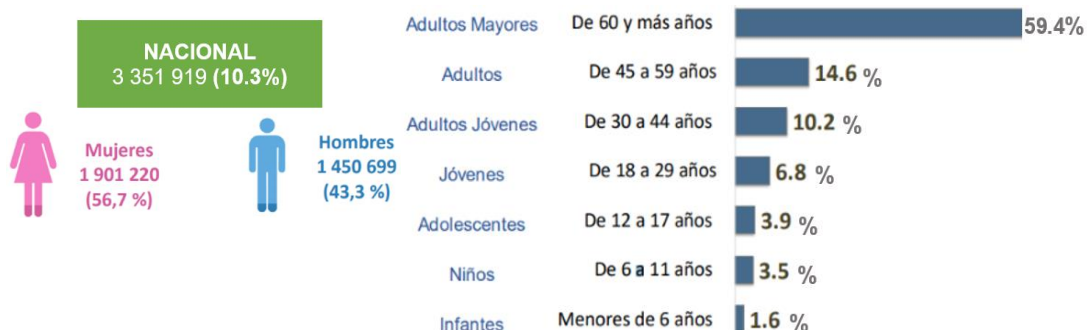 NACIONAL
3 351 919 (10.3%)
Mujeres
1 901 220
(56,7 %)
Hombres
1 450 699
(43,3 %)
Adultos Mayores De 60 y más años 59.4%
Adultos De 45 a 59 años 14.6 %
Adultos Jóvenes De 30 a 44 años 10.2 %
Jóvenes De 18 a 29 años 6.8 %
Adolescentes De 12 a 17 años 3.9 %
Niños De 6 a 11 años 3.5 %
Infantes Menores de 6 años 1.6 %